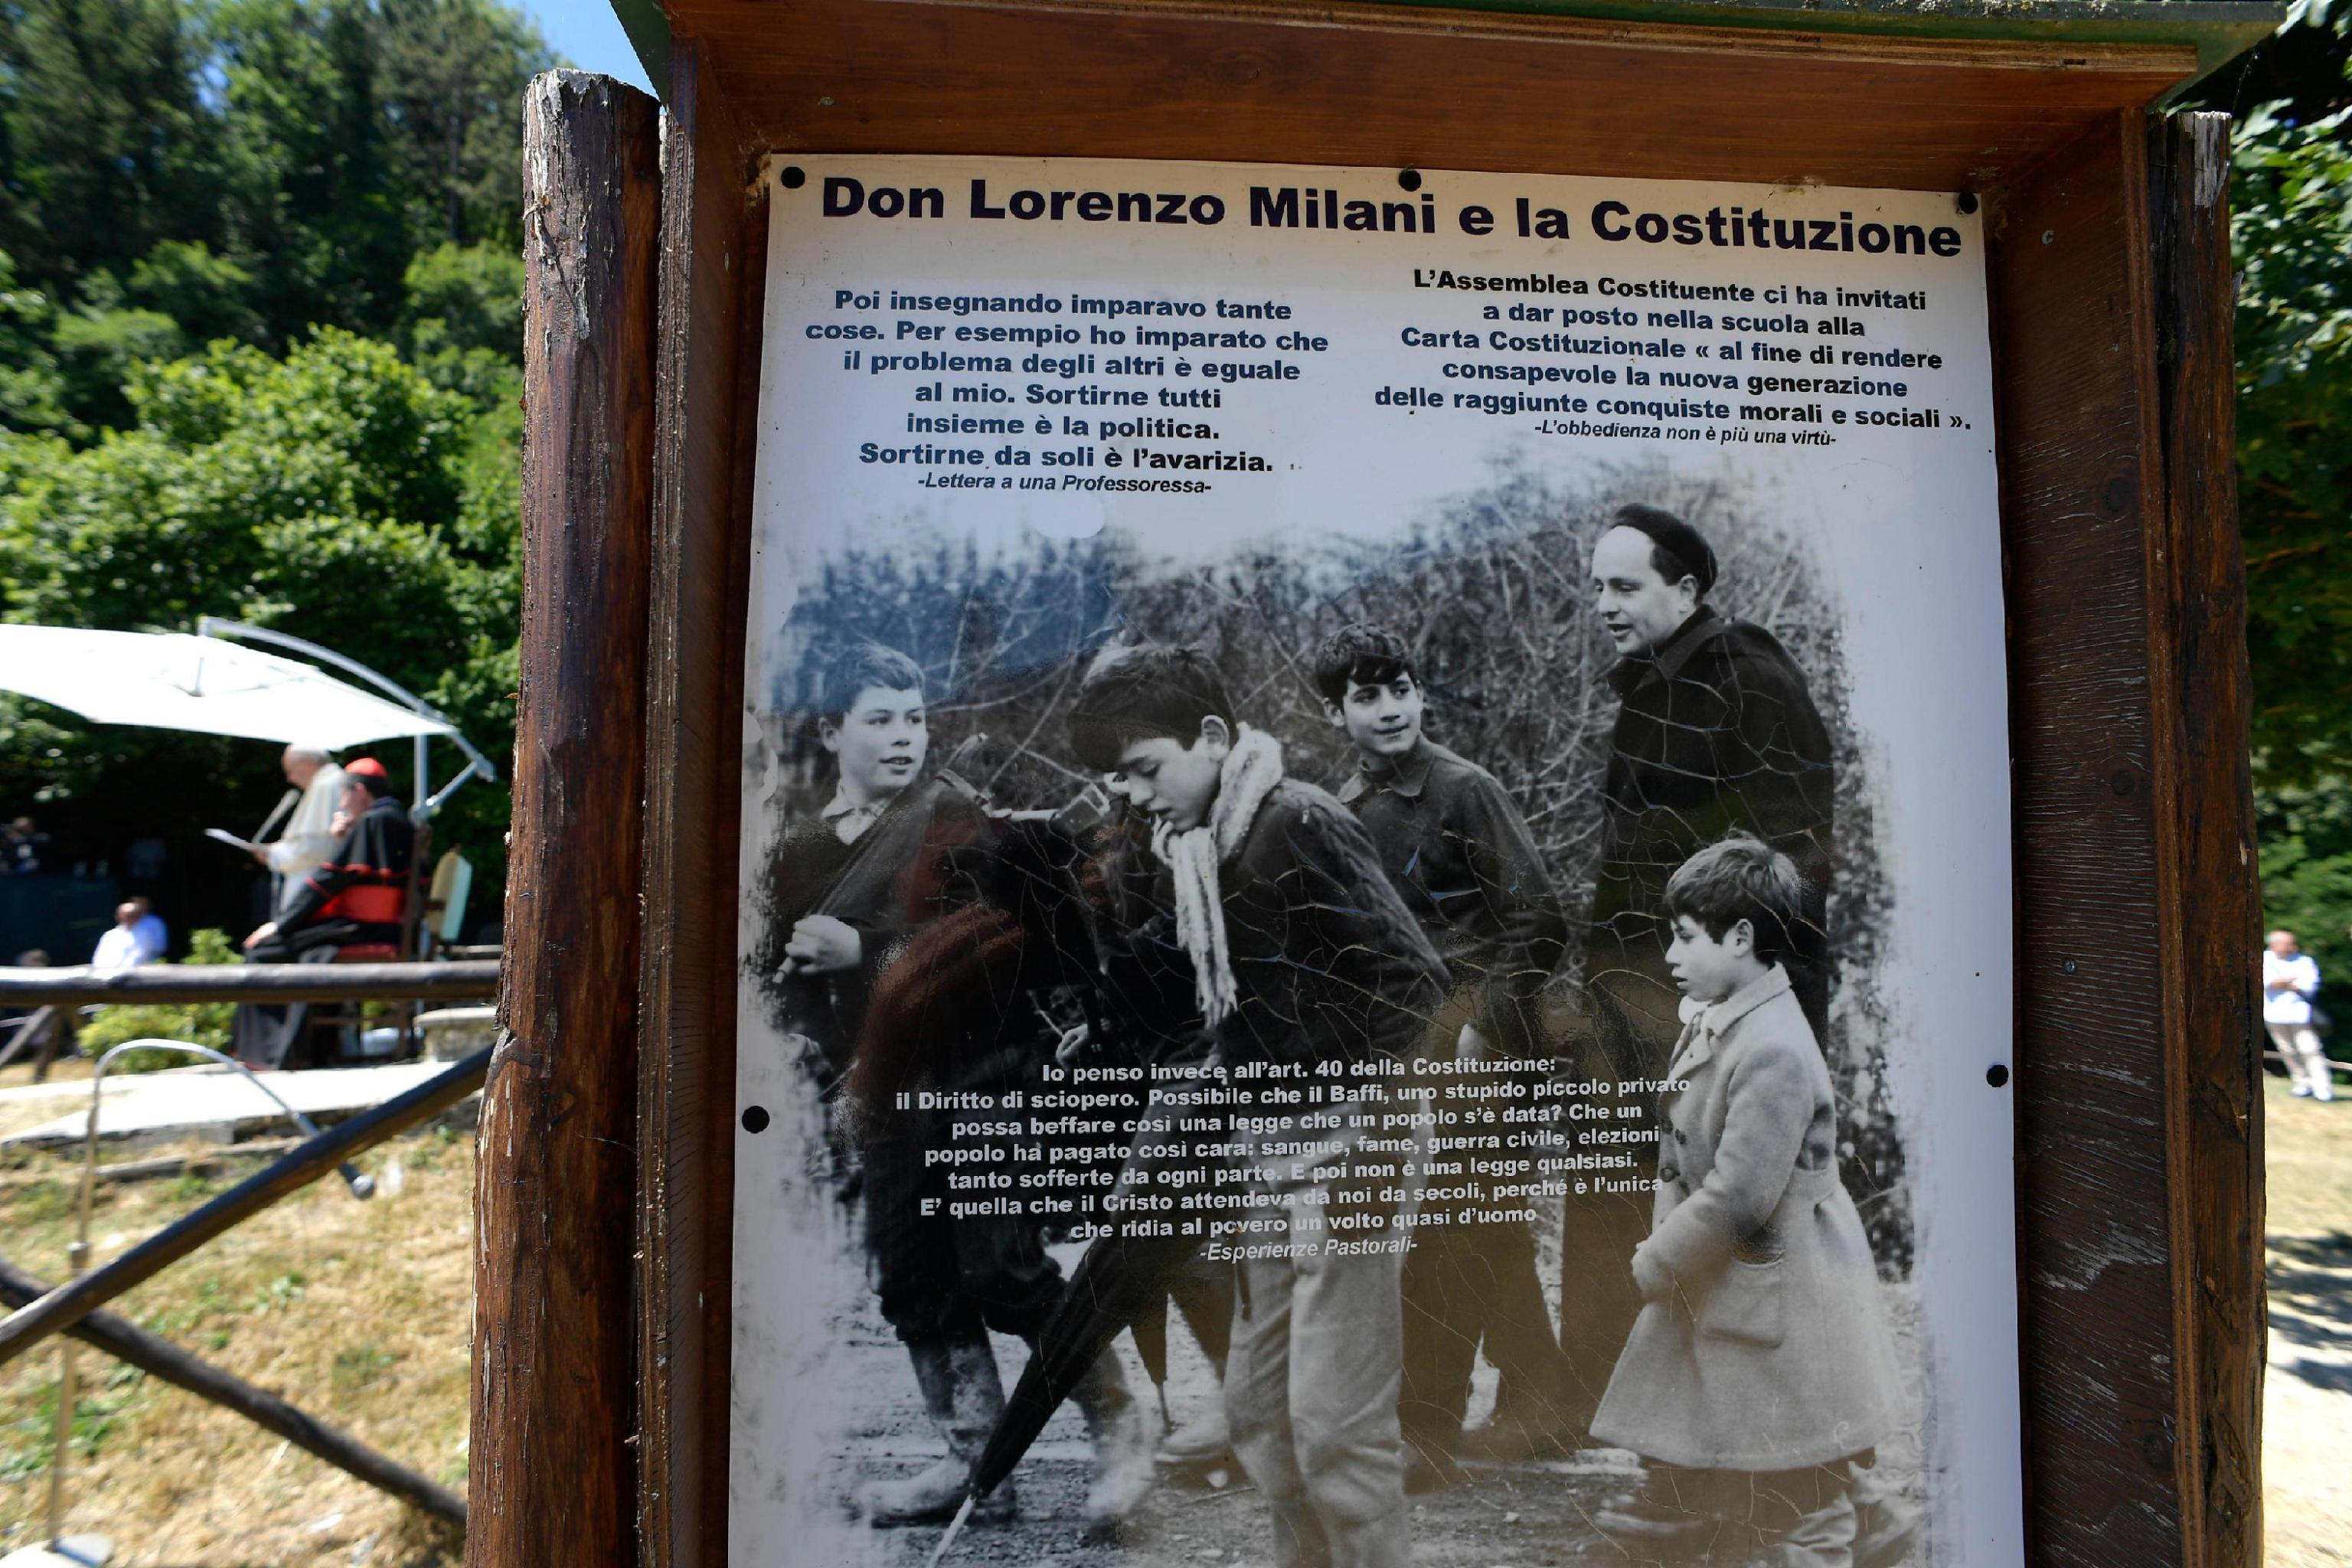 Don Lorenzo Milani e la Costituzione
Poi insegnando imparavo tante
cose. Per esempio ho imparato che
il problema degli altri è eguale
al mio. Sortirne tutti
insieme è la politica.
Sortirne da soli è l'avarizia.
-Lettera a una Professoressa-
L'Assemblea Costituente ci ha invitati
a dar posto nella scuola alla
Carta Costituzionale « al fine di rendere
consapevole la nuova generazione
delle raggiunte conquiste morali e sociali ».
-L'obbedienza non è più una virtù-
Io penso invece all'art. 40 della Costituzione:
il Diritto di sciopero. Possibile che il Baffi, uno stupido piccolo privato
possa beffare così una legge che un popolo s'è data? Che un
popolo ha pagato così cara: sangue, fame, guerra civile, elezioni
tanto sofferte da ogni parte. E poi non è una legge qualsiasi.
E' quella che il Cristo attendeva da noi da secoli, perché è l'unica
che ridia al povero un volto quasi d'uomo
-Esperienze Pastorali-